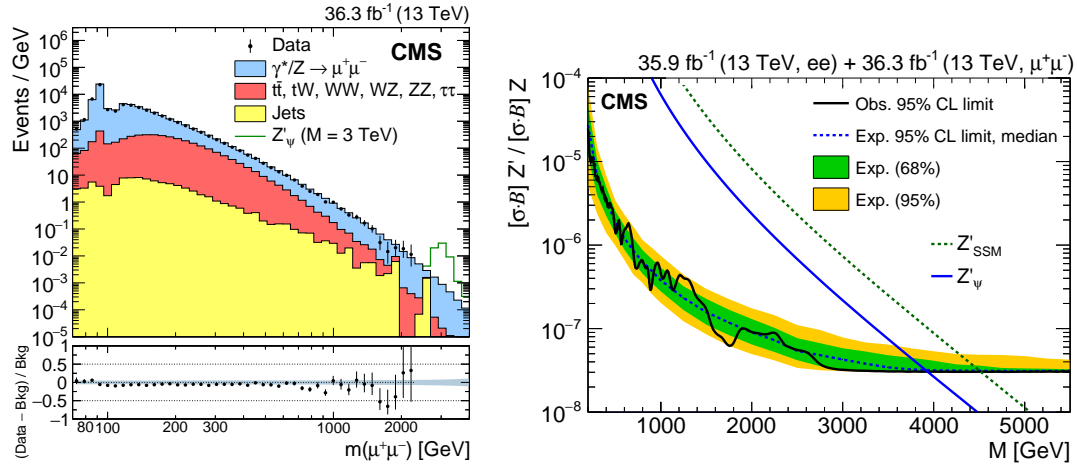 36.3 fb⁻¹ (13 TeV)
CMS
Events / GeV
10⁶
10⁵
10⁴
10³
10²
10
1
10⁻¹
10⁻²
10⁻³
10⁻⁴
10⁻⁵
Data
γ*/Z → μ⁺μ⁻
tt̄, tW, WW, WZ, ZZ, ττ
Jets
Z'ψ (M = 3 TeV)
(Data − Bkg) / Bkg
1
0.5
0
−0.5
−1
80 100 200 300 1000 2000
m(μ⁺μ⁻) [GeV]
35.9 fb⁻¹ (13 TeV, ee) + 36.3 fb⁻¹ (13 TeV, μ⁺μ⁻)
CMS
[σ·B] Z' / [σ·B] Z
10⁻⁴
10⁻⁵
10⁻⁶
10⁻⁷
10⁻⁸
Obs. 95% CL limit
Exp. 95% CL limit, median
Exp. (68%)
Exp. (95%)
Z'SSM
Z'ψ
1000 2000 3000 4000 5000
M [GeV]